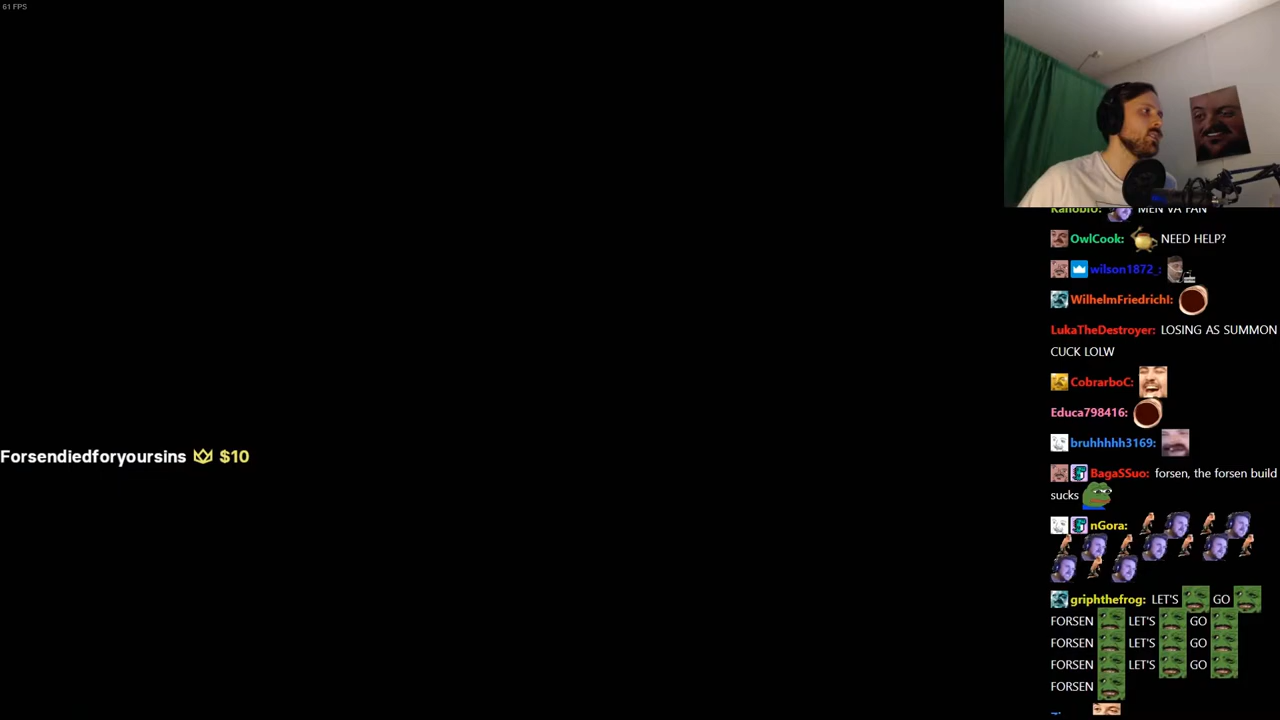 61 FPS
Kanobro: MEN VA FAN
OwlCook: NEED HELP?
wilson1872_:
WilhelmFriedrichI:
LukaTheDestroyer: LOSING AS SUMMON
CUCK LOLW
CobrarboC:
Educa798416:
bruhhhhh3169:
Forsendiedforyoursins $10
BagaSSuo: forsen, the forsen build
sucks
nGora:
griphthefrog: LET'S GO
FORSEN LET'S GO
FORSEN LET'S GO
FORSEN LET'S GO
FORSEN